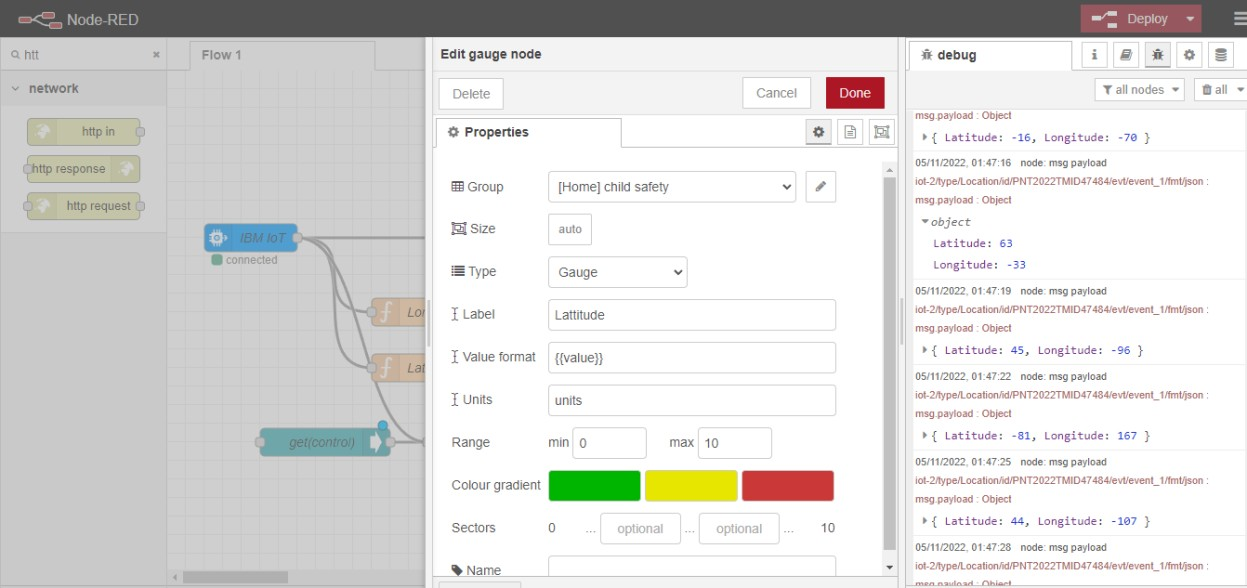 Node-RED
Deploy
htt
Flow 1
network
http in
http response
http request
IBM IoT
connected
Lon
Lat
get(control)
Edit gauge node
Delete
Cancel
Done
Properties
Group
[Home] child safety
Size
auto
Type
Gauge
Label
Lattitude
Value format
{{value}}
Units
units
Range
min
0
max
10
Colour gradient
Sectors
0
...
optional
...
optional
...
10
Name
debug
all nodes
all
msg.payload : Object
{ Latitude: -16, Longitude: -70 }
05/11/2022, 01:47:16 node: msg payload
iot-2/type/Location/id/PNT2022TMID47484/evt/event_1/fmt/json :
msg.payload : Object
object
Latitude: 63
Longitude: -33
05/11/2022, 01:47:19 node: msg payload
iot-2/type/Location/id/PNT2022TMID47484/evt/event_1/fmt/json :
msg.payload : Object
{ Latitude: 45, Longitude: -96 }
05/11/2022, 01:47:22 node: msg payload
iot-2/type/Location/id/PNT2022TMID47484/evt/event_1/fmt/json :
msg.payload : Object
{ Latitude: -81, Longitude: 167 }
05/11/2022, 01:47:25 node: msg payload
iot-2/type/Location/id/PNT2022TMID47484/evt/event_1/fmt/json :
msg.payload : Object
{ Latitude: 44, Longitude: -107 }
05/11/2022, 01:47:28 node: msg payload
iot-2/type/Location/id/PNT2022TMID47484/evt/event_1/fmt/json :
msg.payload : Object